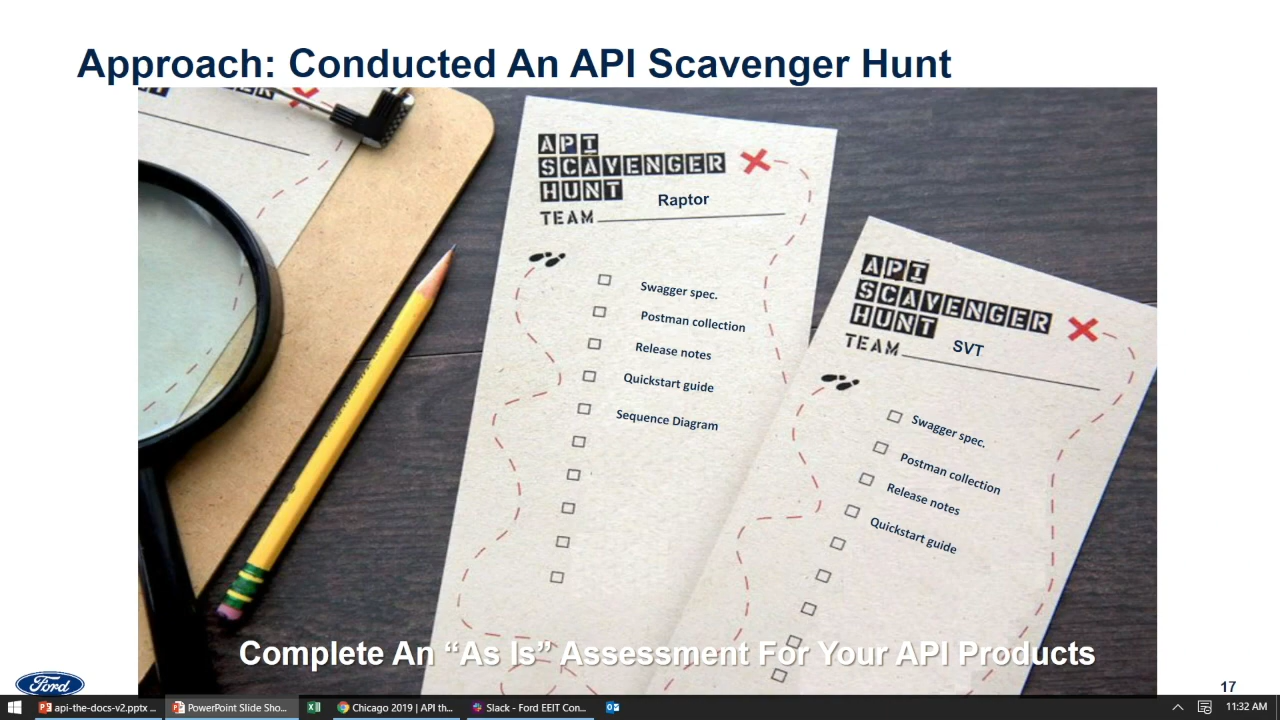 Approach: Conducted An API Scavenger Hunt
API
SCAVENGER
HUNT
TEAM Raptor
Swagger spec.
Postman collection
Release notes
Quickstart guide
Sequence Diagram
API
SCAVENGER
HUNT
TEAM SVT
Swagger spec.
Postman collection
Release notes
Quickstart guide
Complete An “As Is” Assessment For Your API Products
Ford
17
api-the-docs-v2.pptx ...
PowerPoint Slide Sho...
Chicago 2019 | API th...
Slack - Ford EEIT Con...
11:32 AM